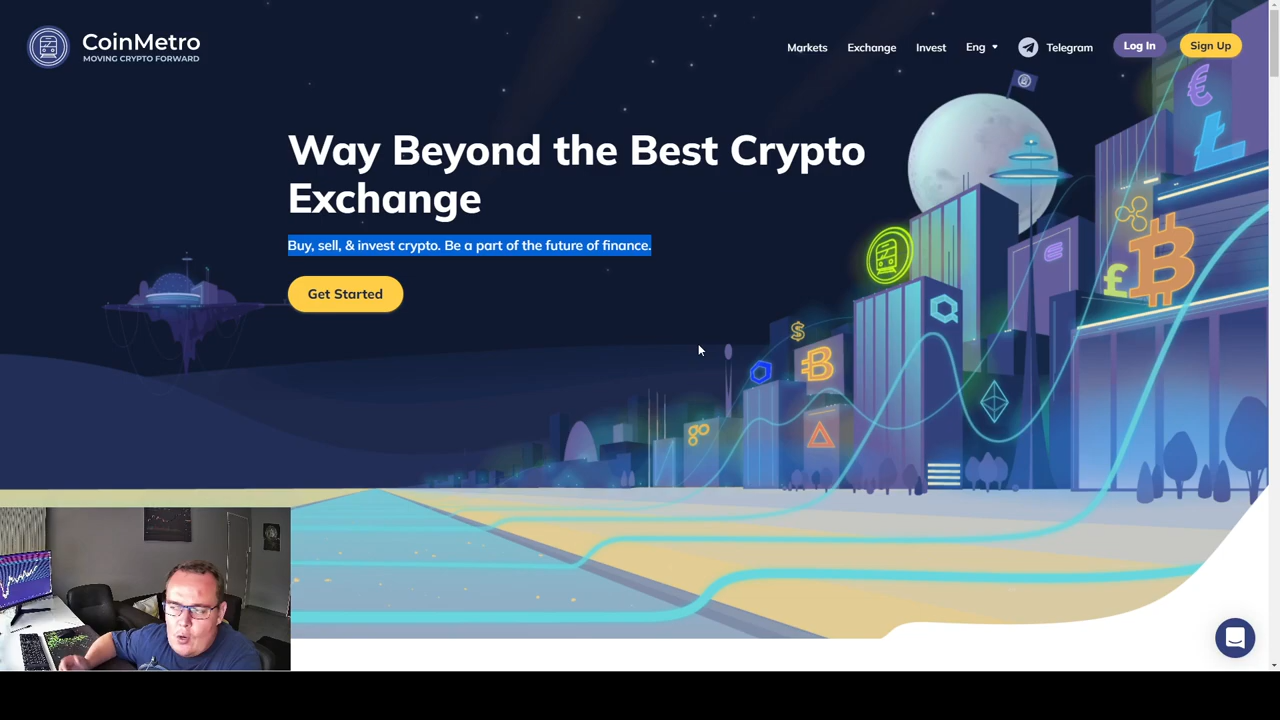 CoinMetro
MOVING CRYPTO FORWARD
Markets
Exchange
Invest
Eng
Telegram
Log In
Sign Up
Way Beyond the Best Crypto
Exchange
Buy, sell, & invest crypto. Be a part of the future of finance.
Get Started